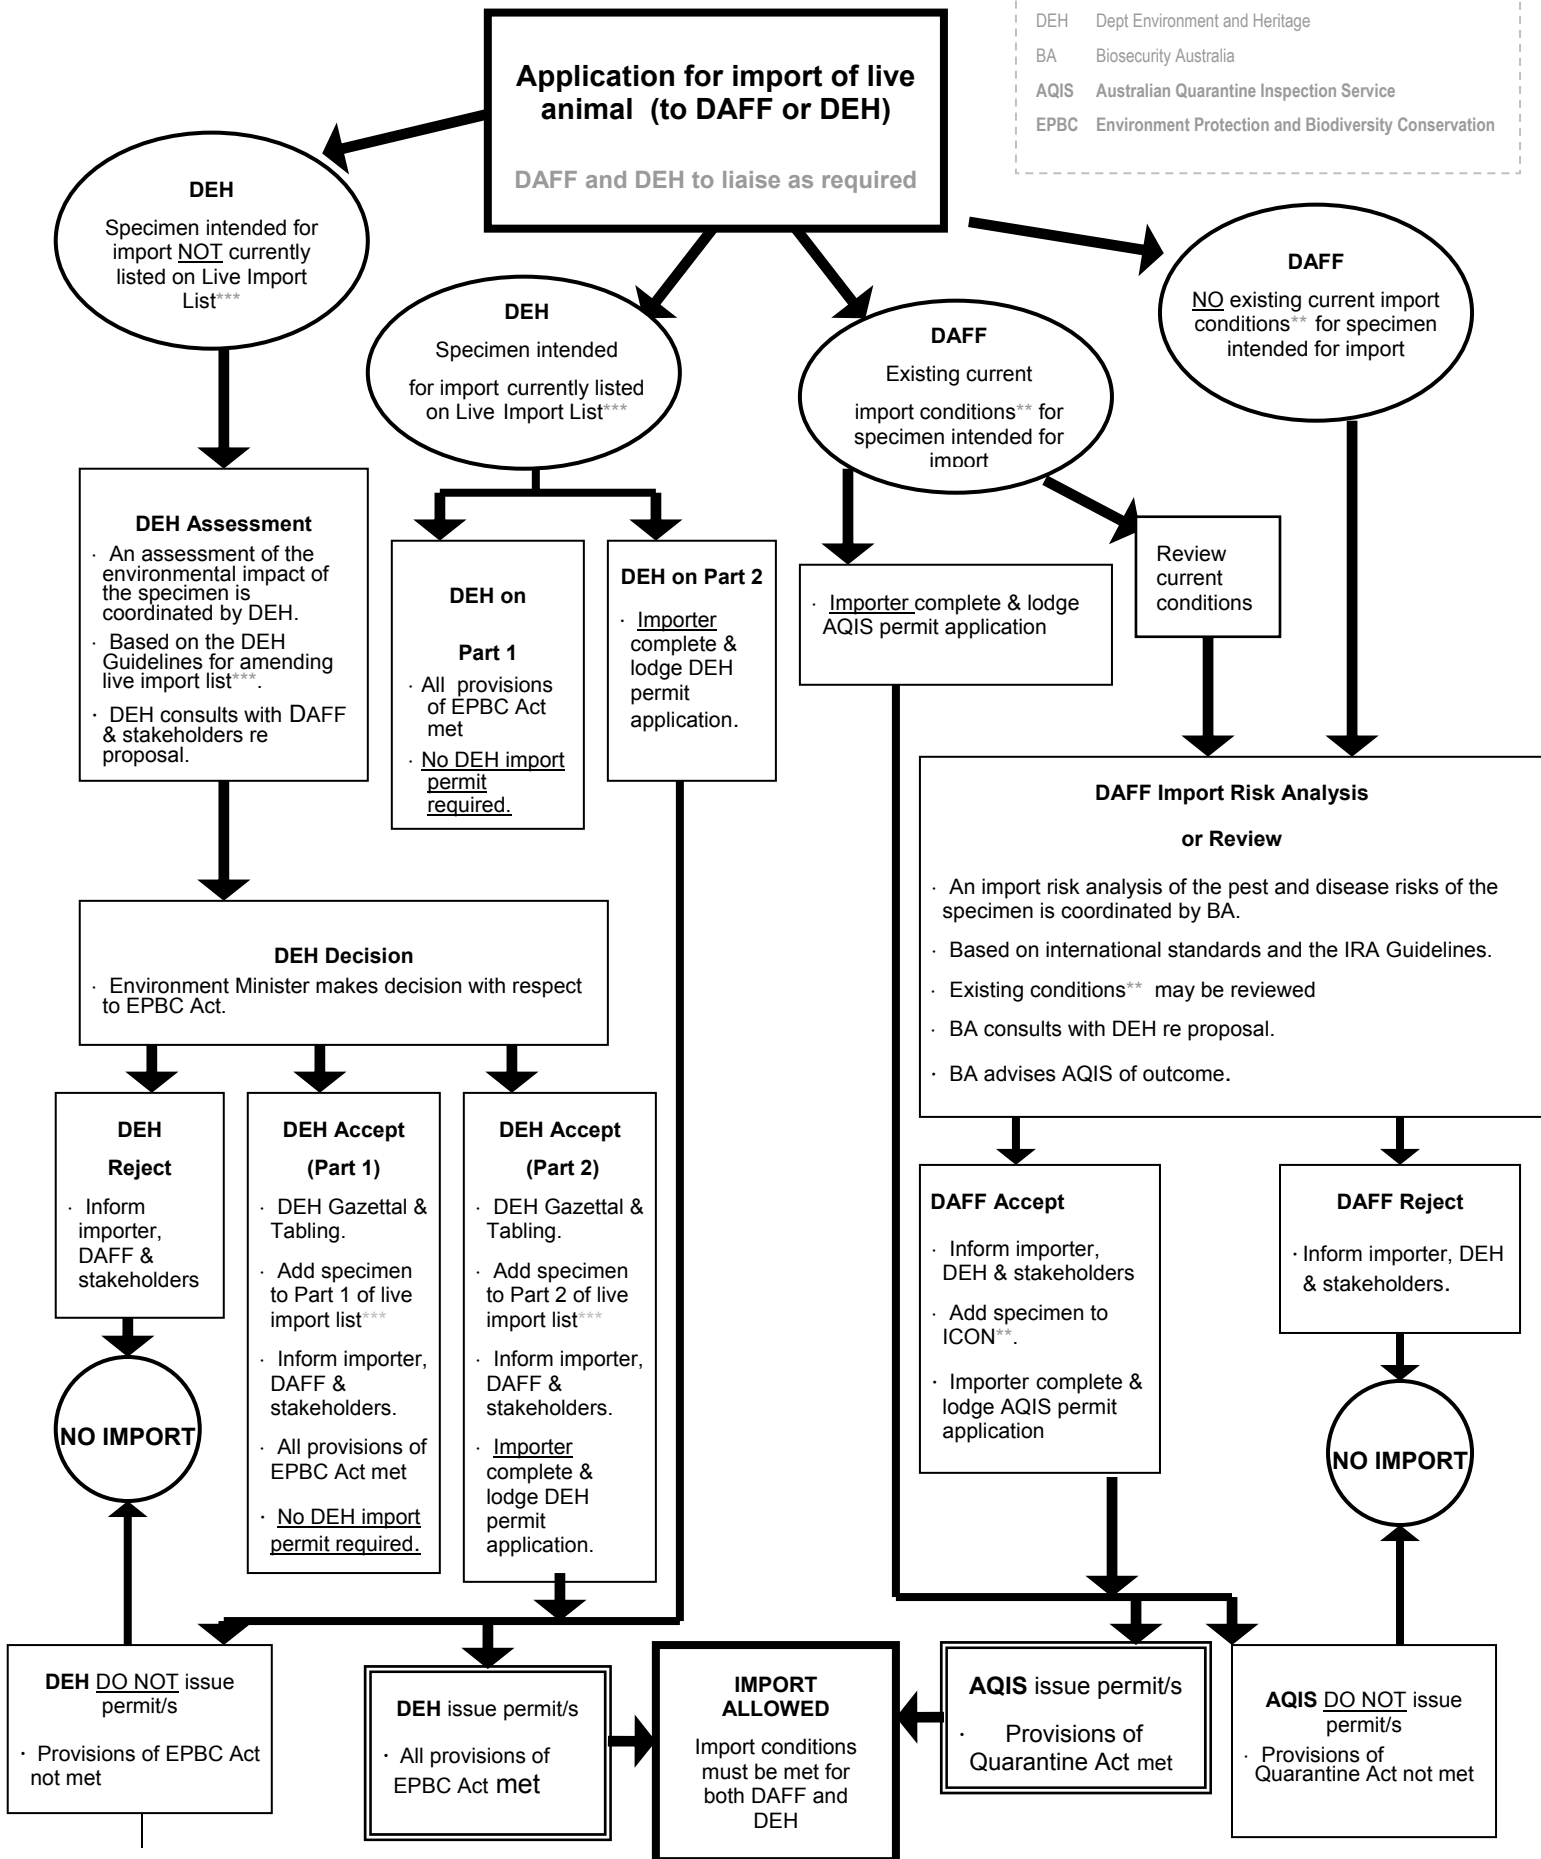 DEH Dept Environment and Heritage
BA Biosecurity Australia
AQIS Australian Quarantine Inspection Service
EPBC Environment Protection and Biodiversity Conservation
Application for import of live
animal (to DAFF or DEH)
DAFF and DEH to liaise as required
DEH
Specimen intended for
import NOT currently
listed on Live Import
List***
DEH
Specimen intended
for import currently listed
on Live Import List***
DAFF
Existing current
import conditions** for
specimen intended for
import
DAFF
NO existing current import
conditions** for specimen
intended for import
DEH Assessment
· An assessment of the
environmental impact of
the specimen is
coordinated by DEH.
· Based on the DEH
Guidelines for amending
live import list***.
· DEH consults with DAFF
& stakeholders re
proposal.
DEH on
Part 1
· All provisions
of EPBC Act
met
· No DEH import
permit
required.
DEH on Part 2
· Importer
complete &
lodge DEH
permit
application.
· Importer complete & lodge
AQIS permit application
Review
current
conditions
DAFF Import Risk Analysis
or Review
· An import risk analysis of the pest and disease risks of the
specimen is coordinated by BA.
· Based on international standards and the IRA Guidelines.
· Existing conditions** may be reviewed
· BA consults with DEH re proposal.
· BA advises AQIS of outcome.
DEH Decision
· Environment Minister makes decision with respect
to EPBC Act.
DEH
Reject
· Inform
importer,
DAFF &
stakeholders
DEH Accept
(Part 1)
· DEH Gazettal &
Tabling.
· Add specimen
to Part 1 of live
import list***
· Inform importer,
DAFF &
stakeholders.
· All provisions of
EPBC Act met
· No DEH import
permit required.
DEH Accept
(Part 2)
· DEH Gazettal &
Tabling.
· Add specimen
to Part 2 of live
import list***
· Inform importer,
DAFF &
stakeholders.
· Importer
complete &
lodge DEH
permit
application.
DAFF Accept
· Inform importer,
DEH & stakeholders
· Add specimen to
ICON**.
· Importer complete &
lodge AQIS permit
application
DAFF Reject
· Inform importer, DEH
& stakeholders.
NO IMPORT
NO IMPORT
DEH DO NOT issue
permit/s
· Provisions of EPBC Act
not met
DEH issue permit/s
· All provisions of
EPBC Act met
IMPORT
ALLOWED
Import conditions
must be met for
both DAFF and
DEH
AQIS issue permit/s
· Provisions of
Quarantine Act met
AQIS DO NOT issue
permit/s
· Provisions of
Quarantine Act not met